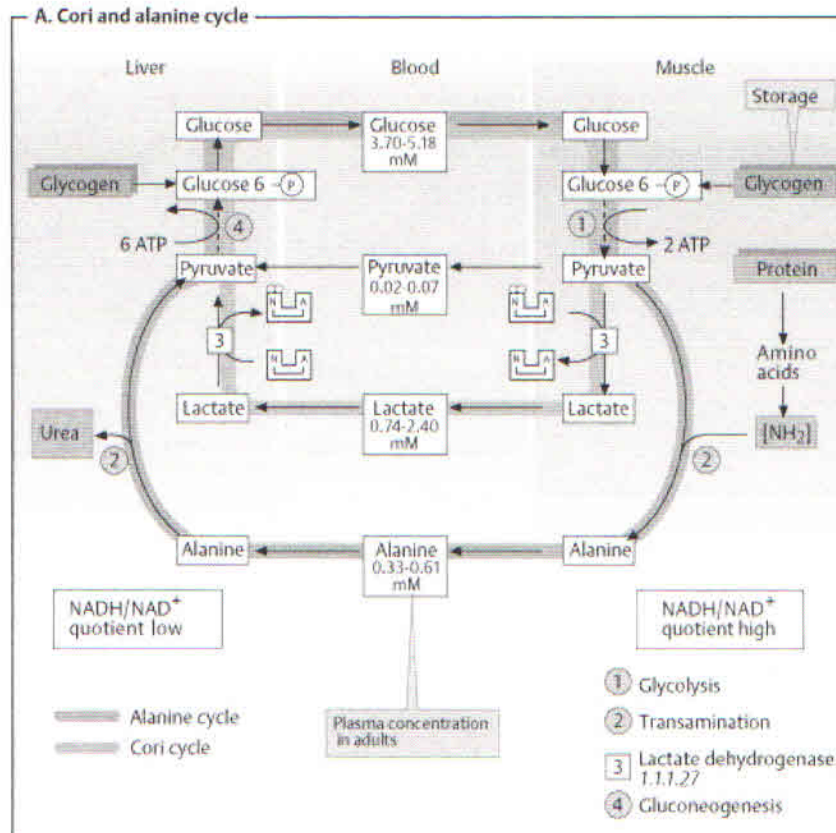 A. Cori and alanine cycle
Liver
Blood
Muscle
Storage
Glucose
Glucose
3.70-5.18
mM
Glucose
Glycogen
Glucose 6 P
Glucose 6 P
Glycogen
4
1
6 ATP
2 ATP
Pyruvate
Pyruvate
0.02-0.07
mM
Pyruvate
Protein
N A
N A
3
3
N A
N A
Amino
acids
Lactate
Lactate
0.74-2.40
mM
Lactate
Urea
[NH2]
2
2
Alanine
Alanine
0.33-0.61
mM
Alanine
NADH/NAD+
quotient low
NADH/NAD+
quotient high
Alanine cycle
Cori cycle
Plasma concentration
in adults
1 Glycolysis
2 Transamination
3 Lactate dehydrogenase
1.1.1.27
4 Gluconeogenesis